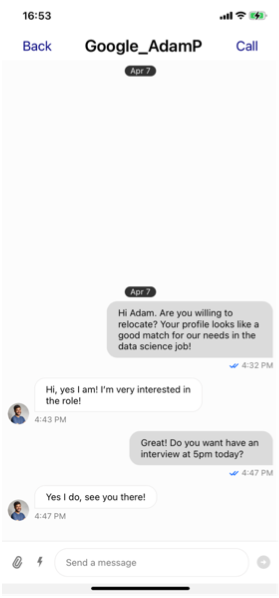 16:53
Back Google_AdamP Call
Apr 7
Apr 7
Hi Adam. Are you willing to
relocate? Your profile looks like a
good match for our needs in the
data science job!
4:32 PM
Hi, yes I am! I'm very interested in
the role!
4:43 PM
Great! Do you want have an
interview at 5pm today?
4:47 PM
Yes I do, see you there!
4:47 PM
Send a message